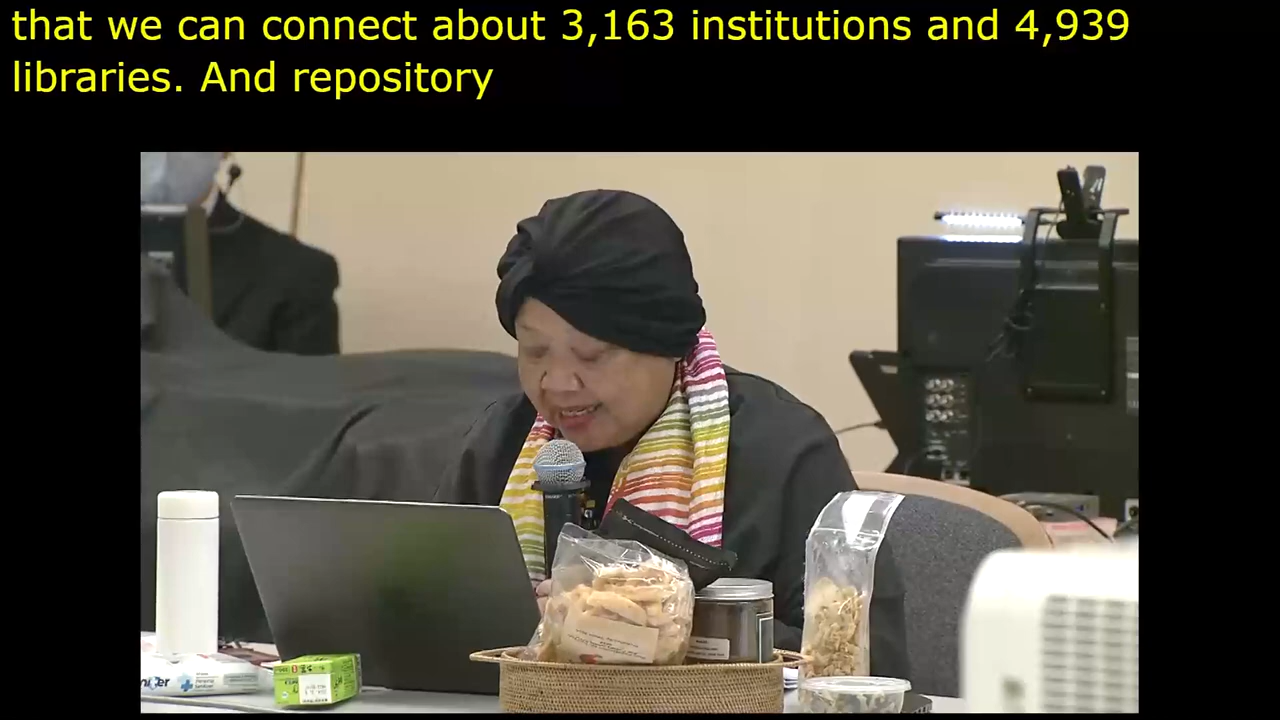 that we can connect about 3,163 institutions and 4,939
libraries. And repository